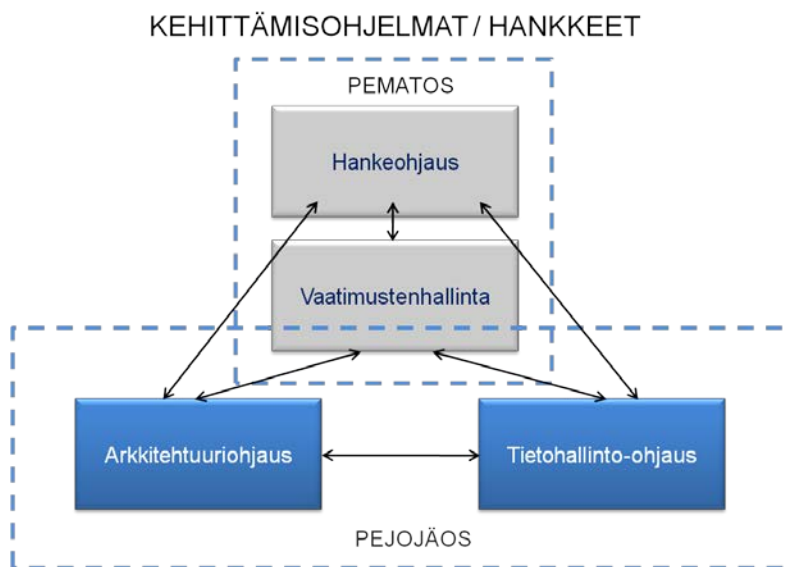 KEHITTÄMISOHJELMAT / HANKKEET
PEMATOS
Hankeohjaus
Vaatimustenhallinta
Arkkitehtuuriohjaus
Tietohallinto-ohjaus
PEJOJÄOS